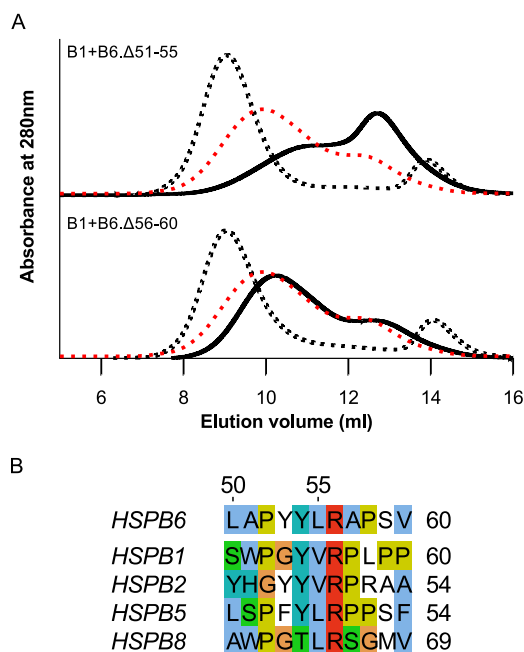 A
B1+B6.Δ51-55
B1+B6.Δ56-60
Absorbance at 280nm
6 8 10 12 14 16
Elution volume (ml)
B
50 55
HSPB6 LAPYYLRAPSV 60
HSPB1 SWPGYVRPLPP 60
HSPB2 YHGYYVRPRAA 54
HSPB5 LSPFYLRPPSF 54
HSPB8 AWPGTLRSGMV 69